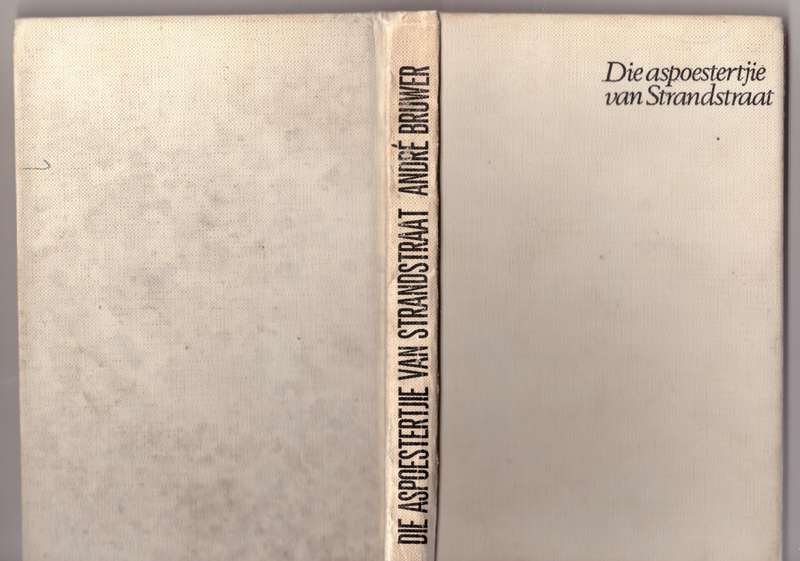 Die aspoestertjie
van Strandstraat
DIE ASPOESTERTJIE VAN STRANDSTRAAT ANDRÉ BRUWER